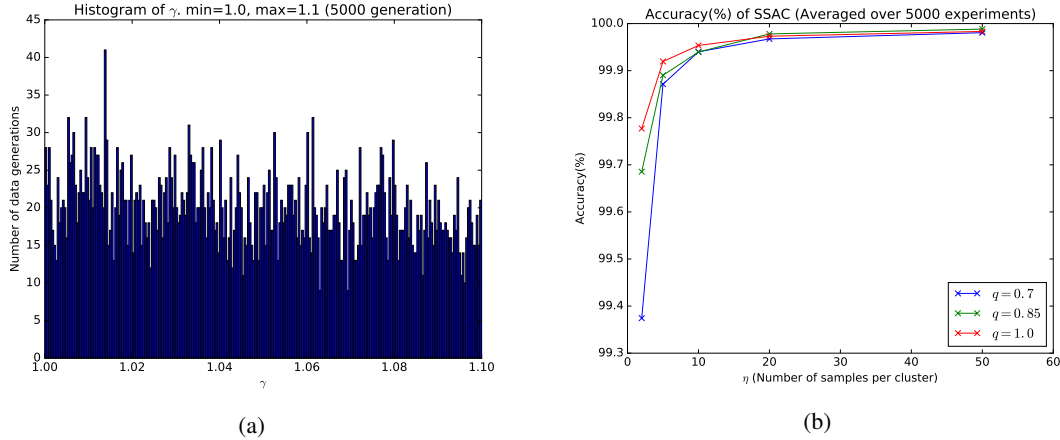 Histogram of γ. min=1.0, max=1.1 (5000 generation)
45
40
35
30
25
20
15
10
5
0
Number of data generations
1.00 1.02 1.04 1.06 1.08 1.10
γ
(a)
Accuracy(%) of SSAC (Averaged over 5000 experiments)
100.0
99.9
99.8
99.7
99.6
99.5
99.4
99.3
Accuracy(%)
q = 0.7
q = 0.85
q = 1.0
0 10 20 30 40 50 60
η (Number of samples per cluster)
(b)